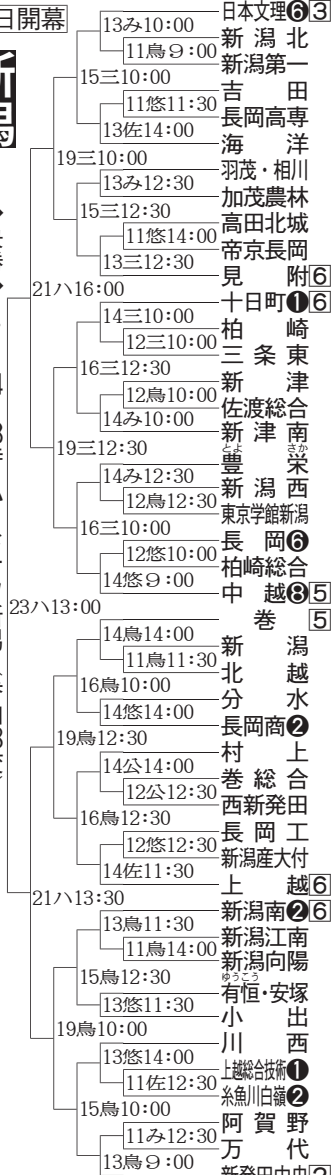 日開幕
新潟
日本文理❻③
13み10:00
新潟北
11鳥9:00
新潟第一
15三10:00
吉田
11悠11:30
長岡高専
13佐14:00
海洋
19三10:00
羽茂・相川
13み12:30
加茂農林
15三12:30
高田北城
11悠14:00
帝京長岡
13三12:30
見附6
21ハ16:00
十日町❶6
14三10:00
柏崎
12三10:00
三条東
16三12:30
新津
12鳥10:00
佐渡総合
14み10:00
新津南
19三12:30
とよさか
豊栄
14み12:30
新潟西
12鳥12:30
東京学館新潟
16三10:00
長岡❻
12悠10:00
柏崎総合
14悠9:00
中越❽5
23ハ13:00
巻5
14鳥14:00
新潟
11鳥11:30
北越
16鳥10:00
分水
14悠14:00
長岡商❷
19鳥12:30
村上
14公14:00
巻総合
12公12:30
西新発田
16鳥12:30
長岡工
12悠12:30
新潟産大付
14佐11:30
上越6
21ハ13:30
新潟南❷6
13鳥11:30
新潟江南
11鳥14:00
新潟向陽
15鳥12:30
ゆうこう
有恒・安塚
13悠11:30
小出
19鳥10:00
川西
13悠14:00
上越総合技術❶
11佐12:30
糸魚川白嶺❷
15鳥10:00
阿賀野
11み12:30
万代
13鳥9:00